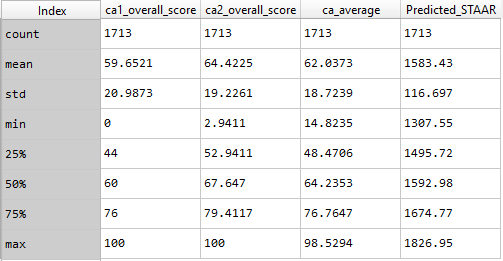 Index ca1_overall_score ca2_overall_score ca_average Predicted_STAAR
count 1713 1713 1713 1713
mean 59.6521 64.4225 62.0373 1583.43
std 20.9873 19.2261 18.7239 116.697
min 0 2.9411 14.8235 1307.55
25% 44 52.9411 48.4706 1495.72
50% 60 67.647 64.2353 1592.98
75% 76 79.4117 76.7647 1674.77
max 100 100 98.5294 1826.95